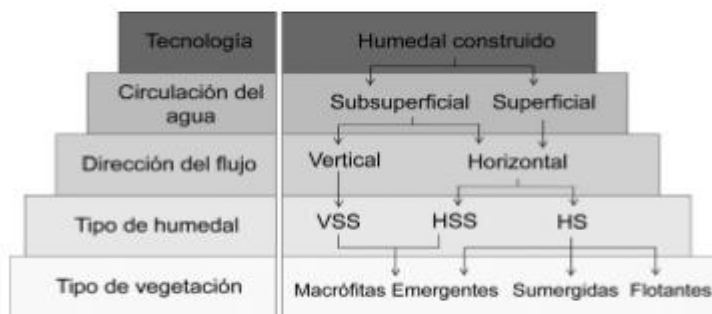 Tecnología
Humedal construido
Circulación del
agua
Subsuperficial
Superficial
Dirección del flujo
Vertical
Horizontal
Tipo de humedal
VSS
HSS
HS
Tipo de vegetación
Macrófitas Emergentes
Sumergidas
Flotantes